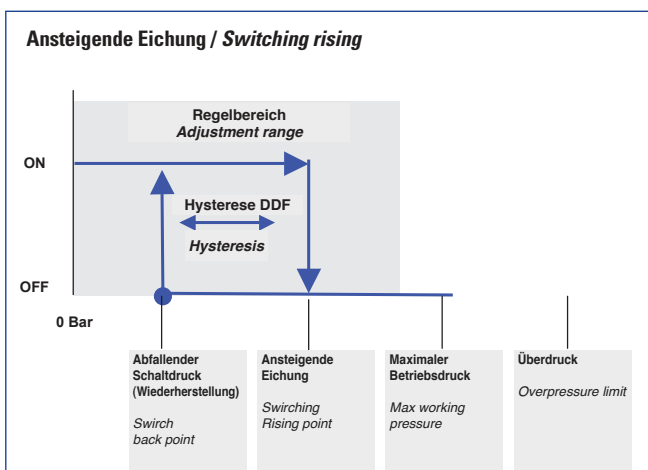 Ansteigende Eichung / Switching rising
Regelbereich
Adjustment range
ON
Hysterese DDF
Hysteresis
OFF
0 Bar
Abfallender
Schaltdruck
(Wiederherstellung)
Swirch
back point
Ansteigende
Eichung
Swirching
Rising point
Maximaler
Betriebsdruck
Max working
pressure
Überdruck
Overpressure limit